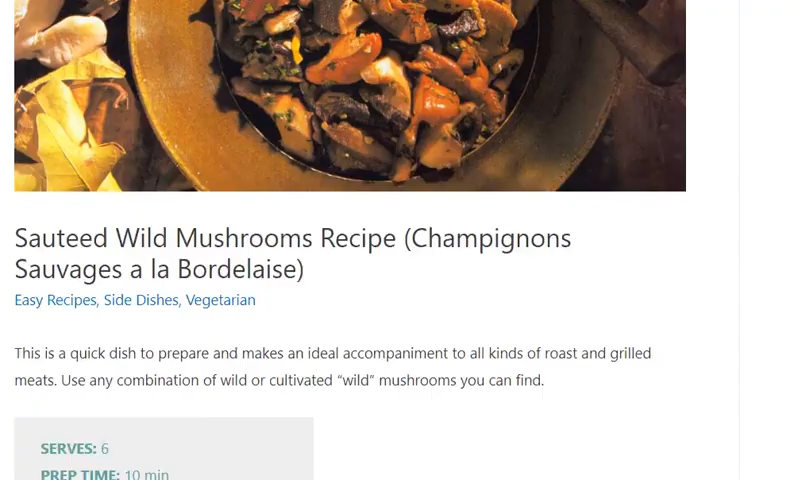 Sauteed Wild Mushrooms Recipe (Champignons
Sauvages a la Bordelaise)
Easy Recipes, Side Dishes, Vegetarian
This is a quick dish to prepare and makes an ideal accompaniment to all kinds of roast and grilled
meats. Use any combination of wild or cultivated “wild” mushrooms you can find.
SERVES: 6
PREP TIME: 10 min